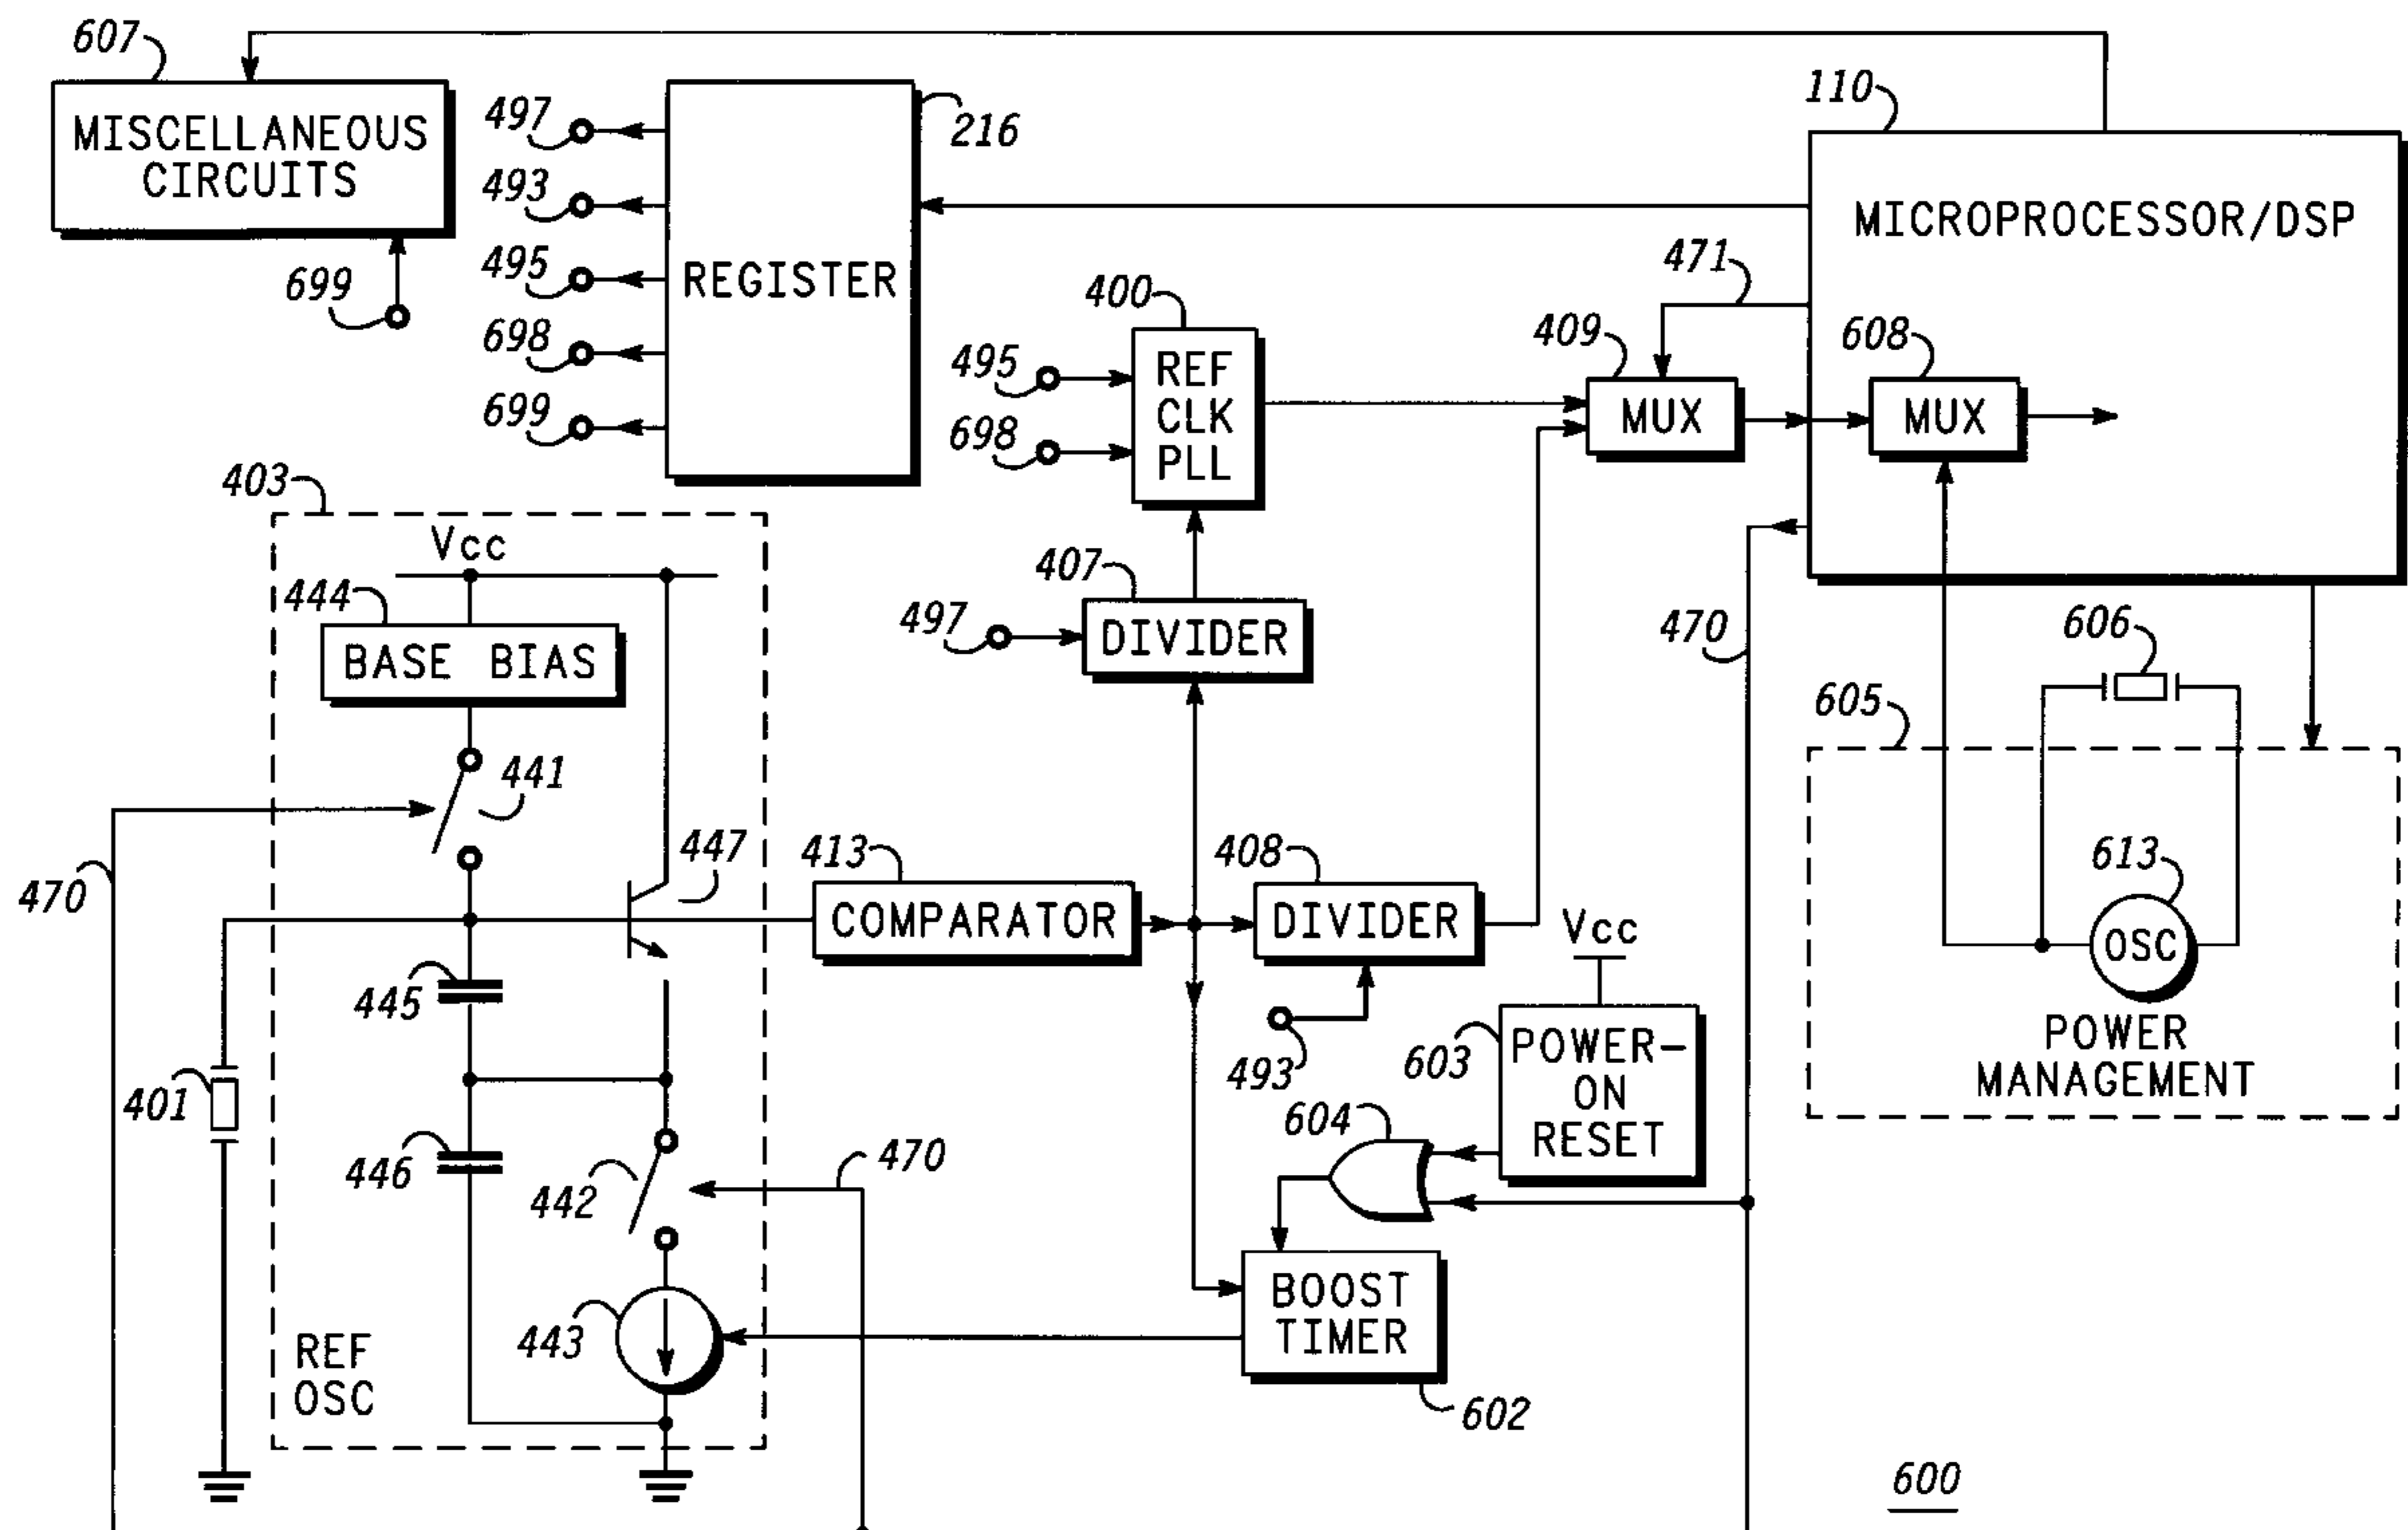 607
MISCELLANEOUS
CIRCUITS
699
497
493
495
698
699
216
REGISTER
110
MICROPROCESSOR/DSP
471
400
REF
CLK
PLL
495
698
409
MUX
608
MUX
403
Vcc
444
BASE BIAS
441
447
407
497
DIVIDER
470
606
605
613
OSC
POWER
MANAGEMENT
470
413
COMPARATOR
408
DIVIDER
493
Vcc
603
POWER-
ON
RESET
604
445
401
446
442
470
443
REF
OSC
BOOST
TIMER
602
600